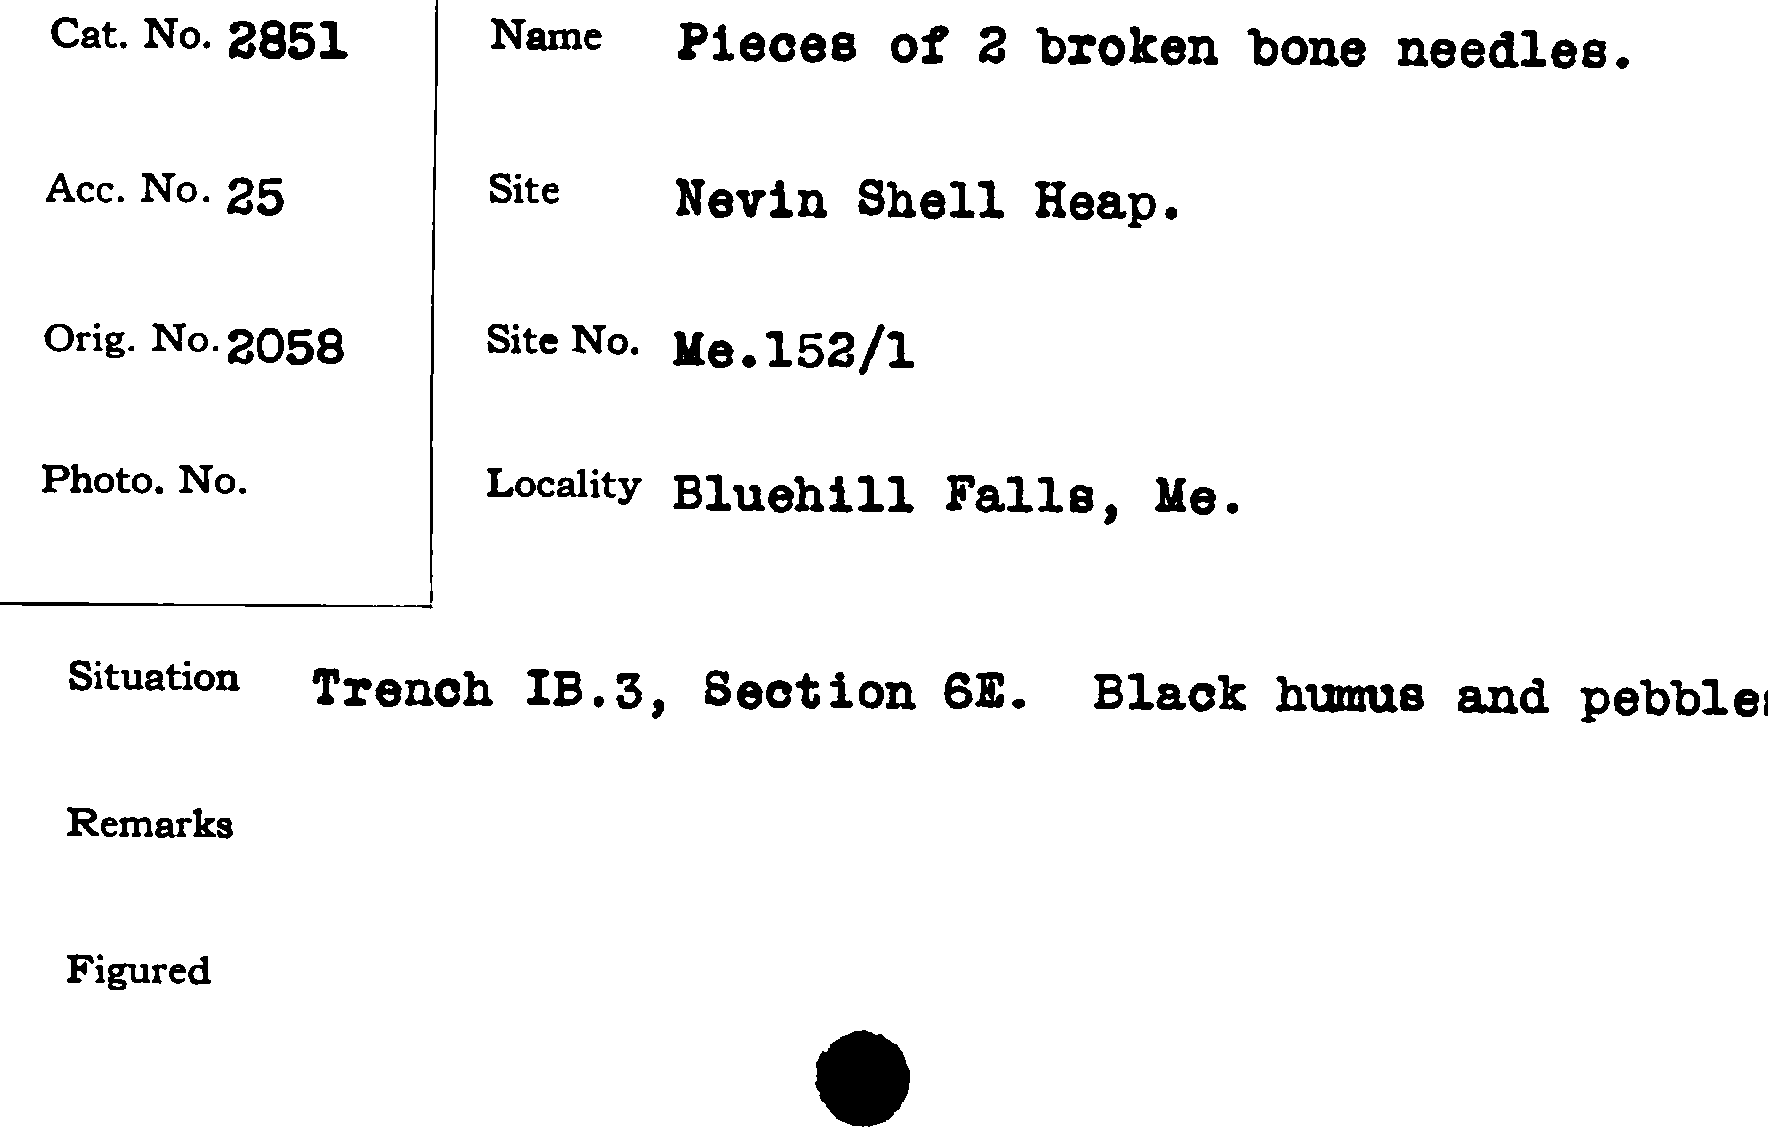 Cat. No. 2851
Acc. No. 25
Orig. No. 2058
Photo. No.
Name Pieces of 2 broken bone needles.
Site Nevin Shell Heap.
Site No. Me.152/1
Locality Bluehill Falls, Me.
Situation Trench IB.3, Section 6E. Black humus and pebbles
Remarks
Figured